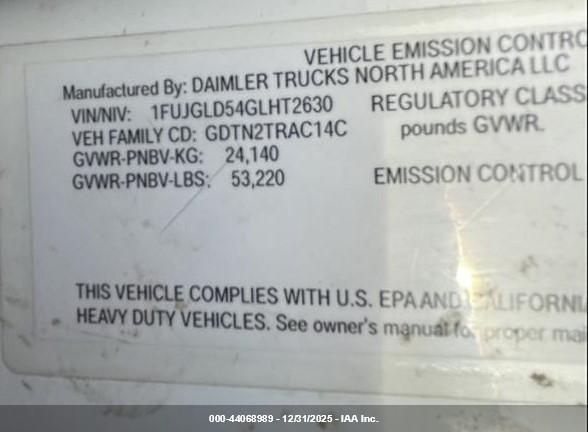 VEHICLE EMISSION CONTRO
Manufactured By: DAIMLER TRUCKS NORTH AMERICA LLC
VIN/NIV: 1FUJGLD54GLHT2630 REGULATORY CLASS
VEH FAMILY CD: GDTN2TRAC14C pounds GVWR.
GVWR-PNBV-KG: 24,140
GVWR-PNBV-LBS: 53,220 EMISSION CONTROL
THIS VEHICLE COMPLIES WITH U.S. EPA AND CALIFORNI
HEAVY DUTY VEHICLES. See owner's manual for proper mai
000-44068989 - 12/31/2025 - IAA Inc.